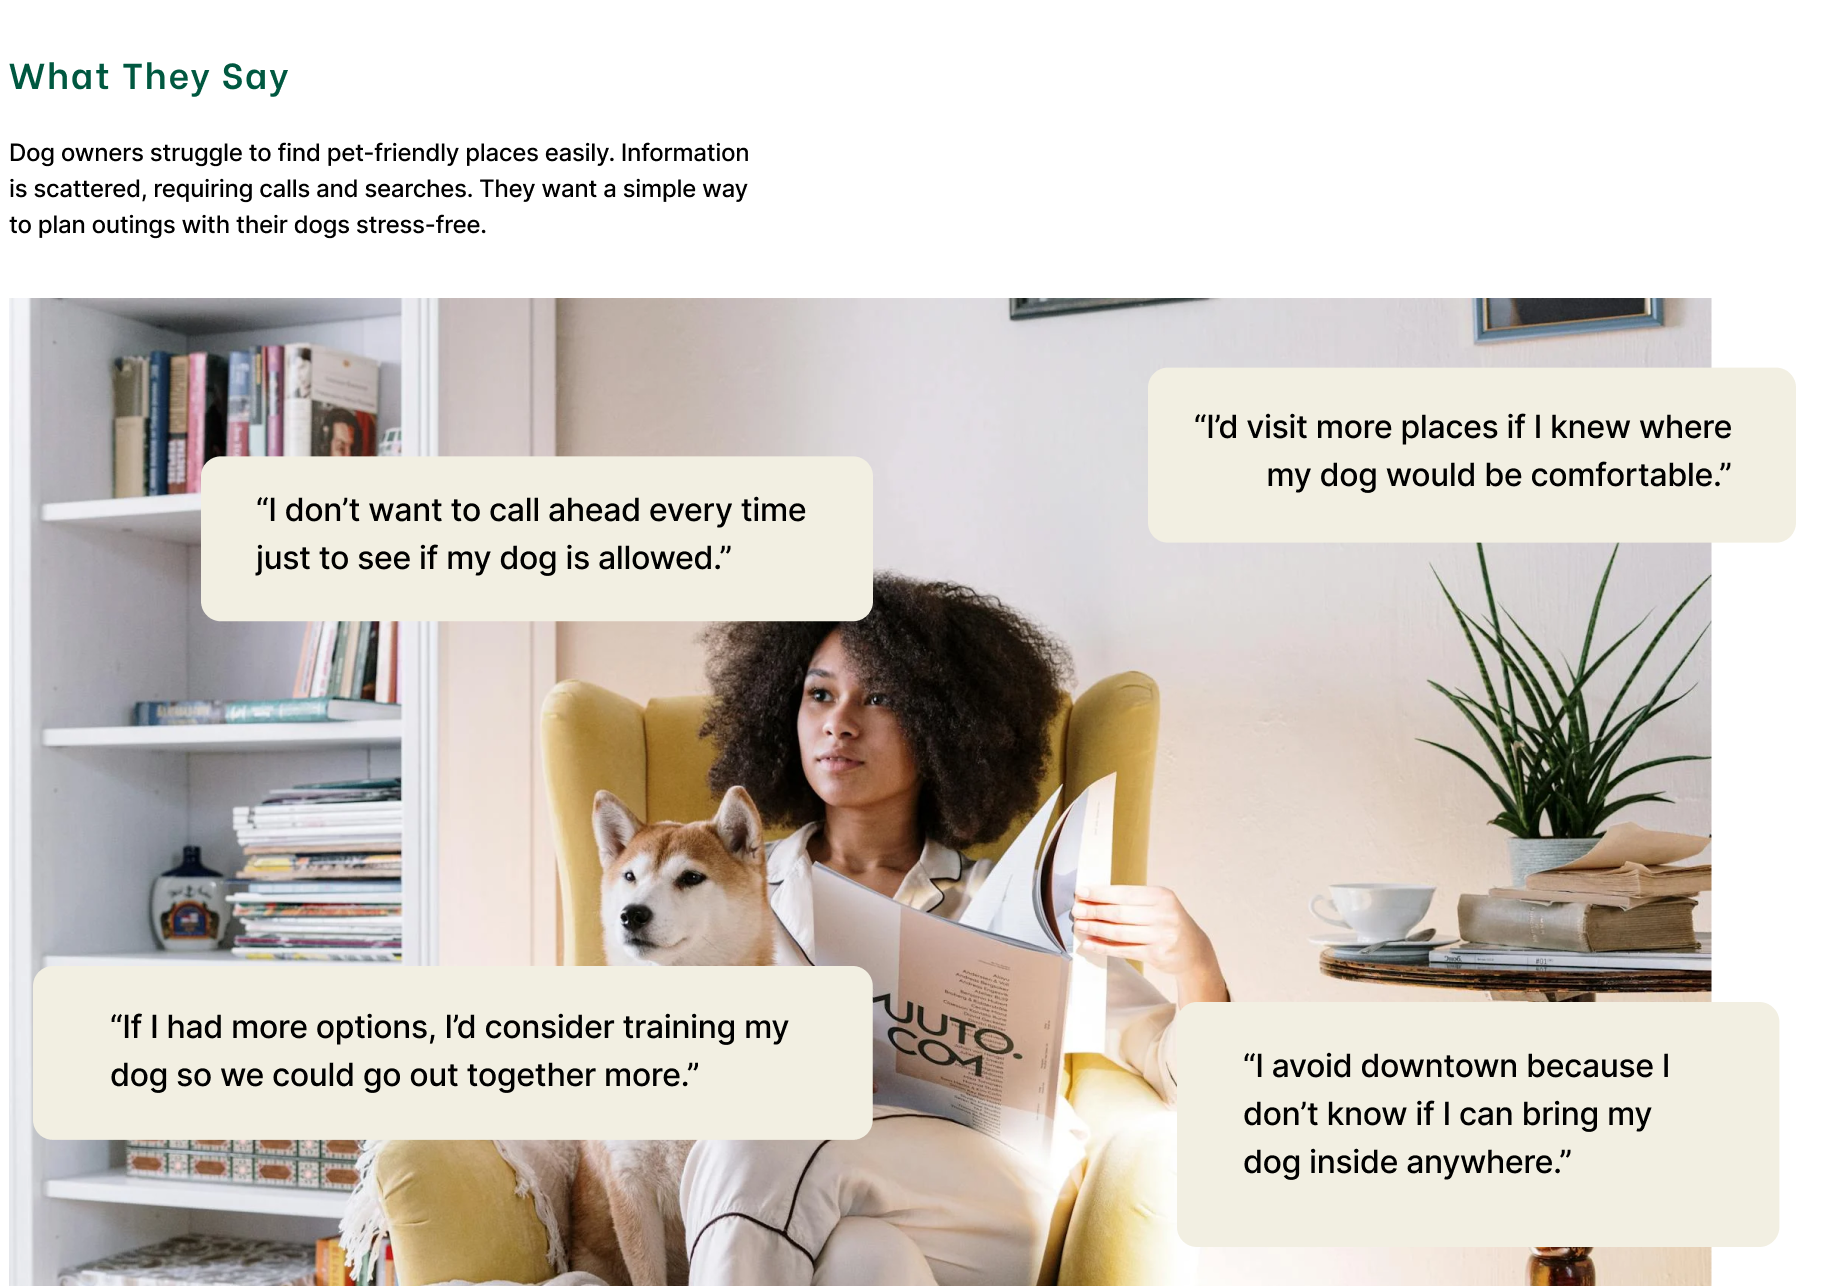 What They Say
Dog owners struggle to find pet-friendly places easily. Information
is scattered, requiring calls and searches. They want a simple way
to plan outings with their dogs stress-free.
“I’d visit more places if I knew where
my dog would be comfortable.”
“I don’t want to call ahead every time
just to see if my dog is allowed.”
“If I had more options, I’d consider training my
dog so we could go out together more.”
UUTO.
COM
“I avoid downtown because I
don’t know if I can bring my
dog inside anywhere.”